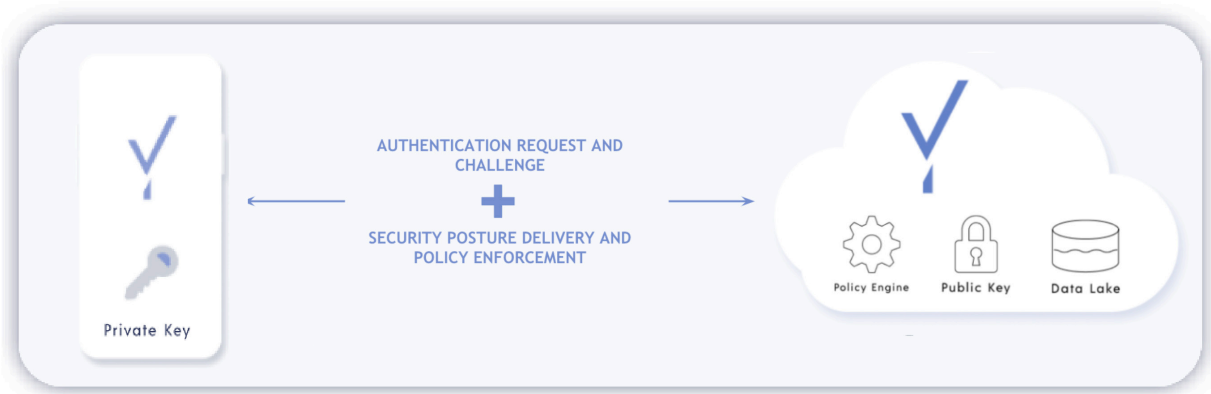 AUTHENTICATION REQUEST AND
CHALLENGE
SECURITY POSTURE DELIVERY AND
POLICY ENFORCEMENT
Private Key
Policy Engine
Public Key
Data Lake